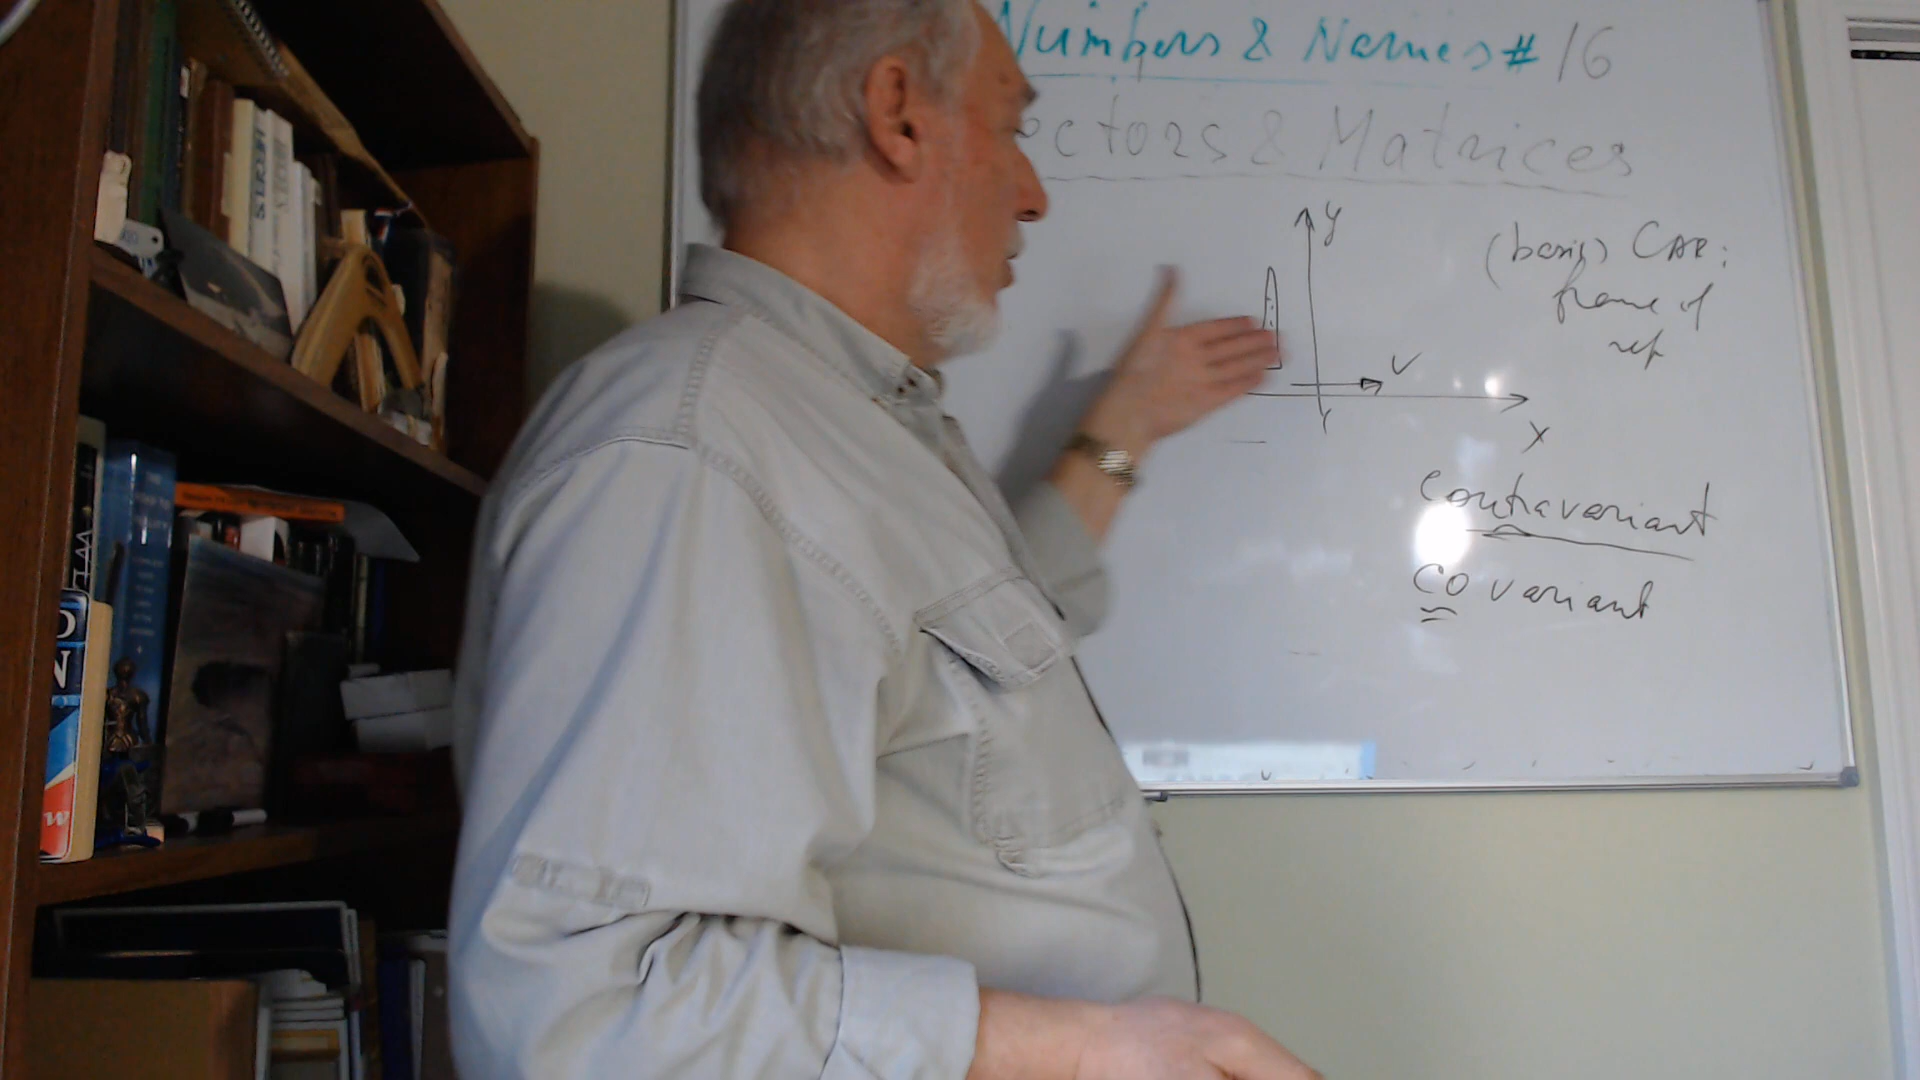 Numbers & Names # 16
ectors & Matrices
y
(basis) CAR:
frame of
ref
v
x
contravariant
covariant
D
N
W